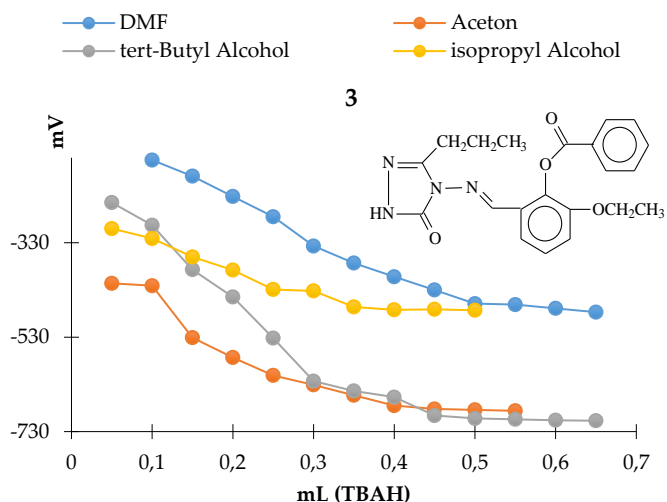 DMF
Aceton
tert-Butyl Alcohol
isopropyl Alcohol
3
mV
O
CH₂CH₂CH₃
N
O
N
N
HN
OCH₂CH₃
O
-330
-530
-730
0
0,1
0,2
0,3
0,4
0,5
0,6
0,7
mL (TBAH)